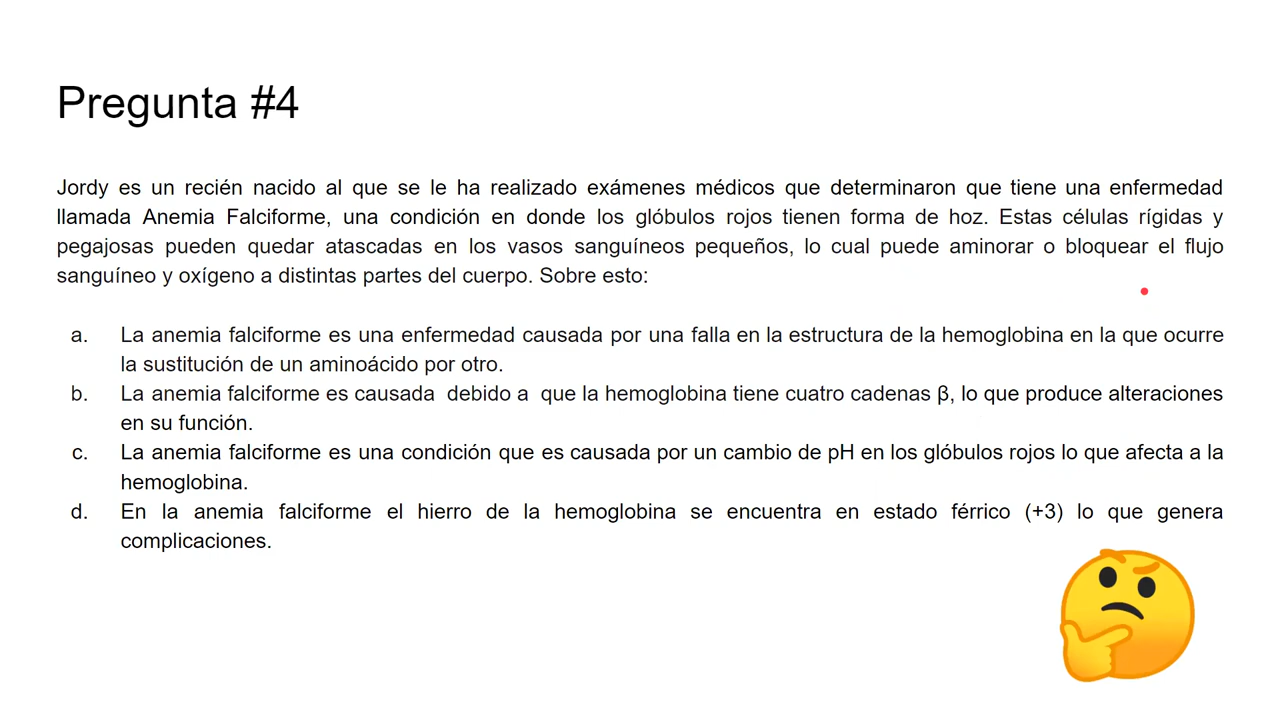 Pregunta #4
Jordy es un recién nacido al que se le ha realizado exámenes médicos que determinaron que tiene una enfermedad
llamada Anemia Falciforme, una condición en donde los glóbulos rojos tienen forma de hoz. Estas células rígidas y
pegajosas pueden quedar atascadas en los vasos sanguíneos pequeños, lo cual puede aminorar o bloquear el flujo
sanguíneo y oxígeno a distintas partes del cuerpo. Sobre esto:
a. La anemia falciforme es una enfermedad causada por una falla en la estructura de la hemoglobina en la que ocurre
la sustitución de un aminoácido por otro.
b. La anemia falciforme es causada debido a que la hemoglobina tiene cuatro cadenas β, lo que produce alteraciones
en su función.
c. La anemia falciforme es una condición que es causada por un cambio de pH en los glóbulos rojos lo que afecta a la
hemoglobina.
d. En la anemia falciforme el hierro de la hemoglobina se encuentra en estado férrico (+3) lo que genera
complicaciones.